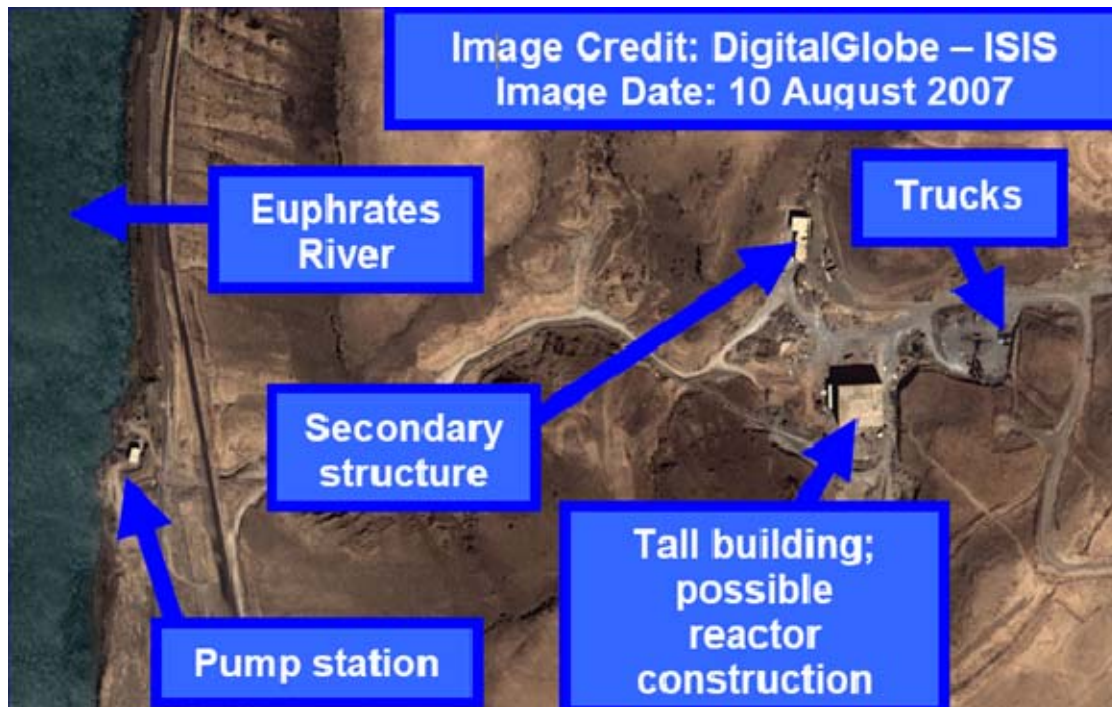 Image Credit: DigitalGlobe – ISIS
Image Date: 10 August 2007
Euphrates
River
Trucks
Secondary
structure
Tall building;
possible
reactor
construction
Pump station